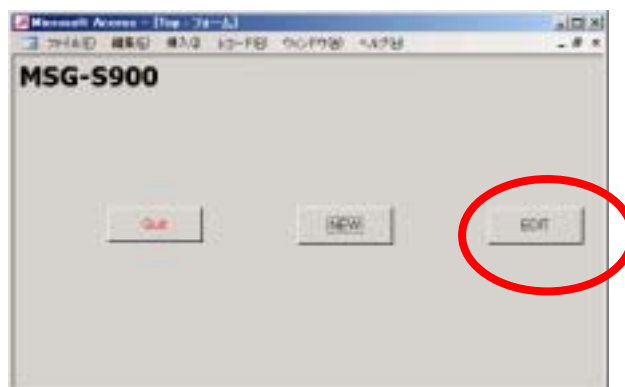 Microsoft Access - [Top : フォーム]
ファイル(F) 編集(E) 挿入(I) レコード(R) ウィンドウ(W) ヘルプ(H)
MSG-S900
Quit NEW EDIT